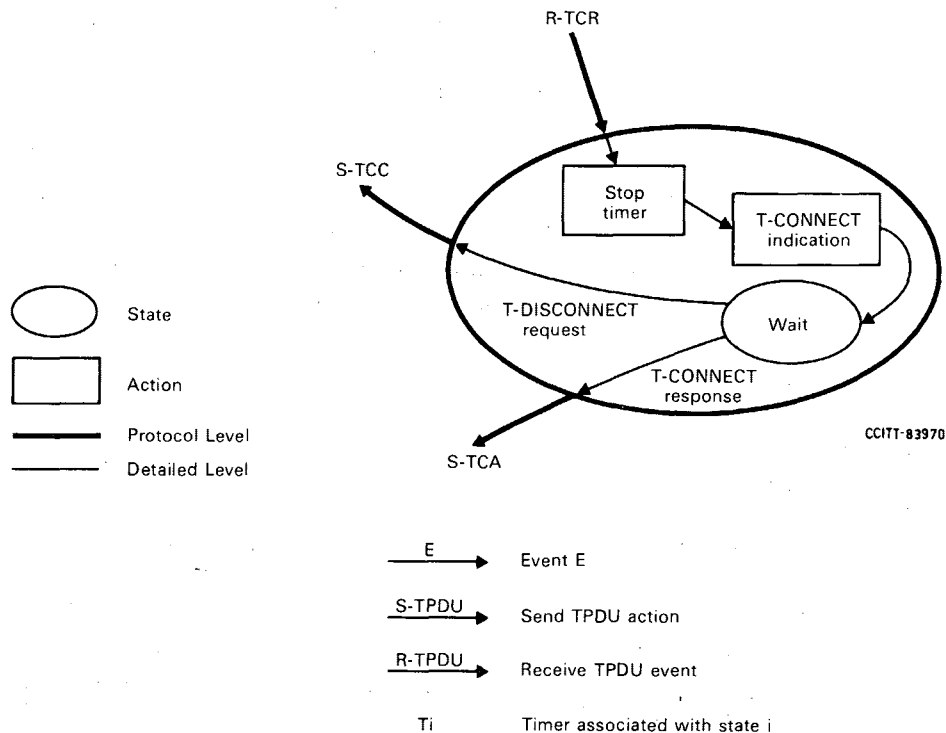 R-TCR
S-TCC
Stop
timer
T-CONNECT
indication
T-DISCONNECT
request
Wait
T-CONNECT
response
S-TCA
CCITT-83970
State
Action
Protocol Level
Detailed Level
E
Event E
S-TPDU
Send TPDU action
R-TPDU
Receive TPDU event
Ti
Timer associated with state i